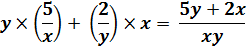 y × (5/x) + (2/y) × x = (5y + 2x)/(xy)